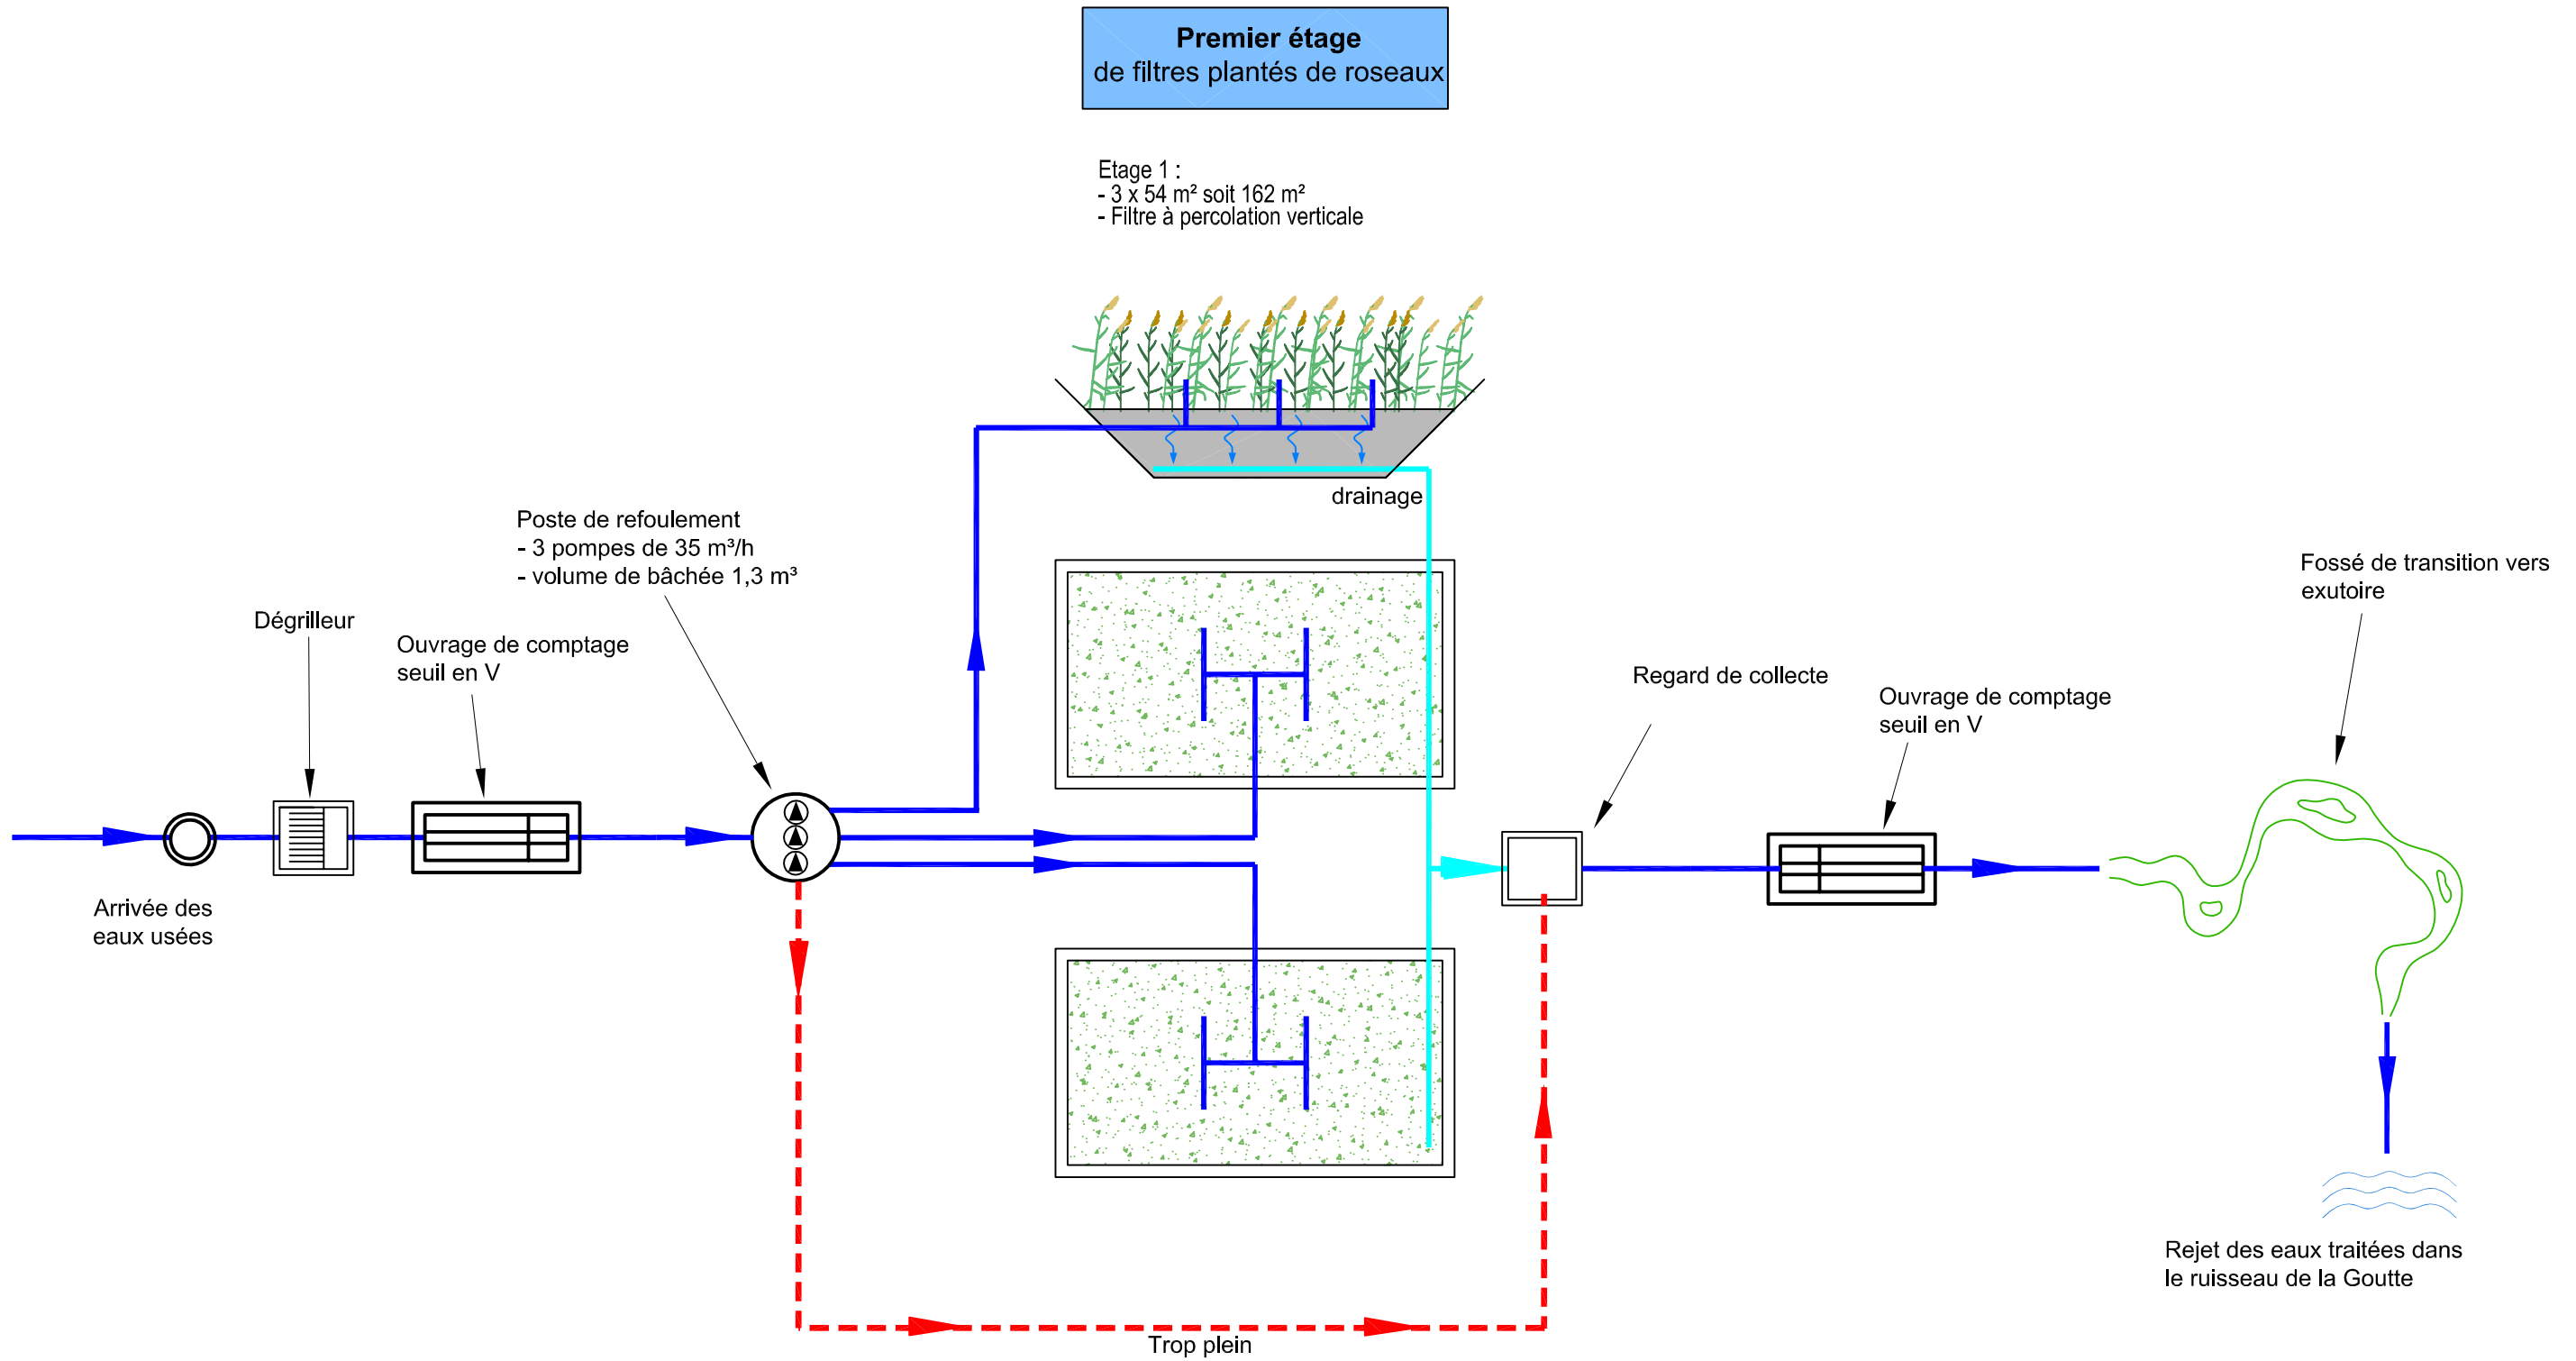 Premier étage
de filtres plantés de roseaux
Etage 1 :
- 3 x 54 m² soit 162 m²
- Filtre à percolation verticale
drainage
Poste de refoulement
- 3 pompes de 35 m³/h
- volume de bâchée 1,3 m³
Dégrilleur
Ouvrage de comptage
seuil en V
Arrivée des
eaux usées
Regard de collecte
Ouvrage de comptage
seuil en V
Fossé de transition vers
exutoire
Rejet des eaux traitées dans
le ruisseau de la Goutte
Trop plein